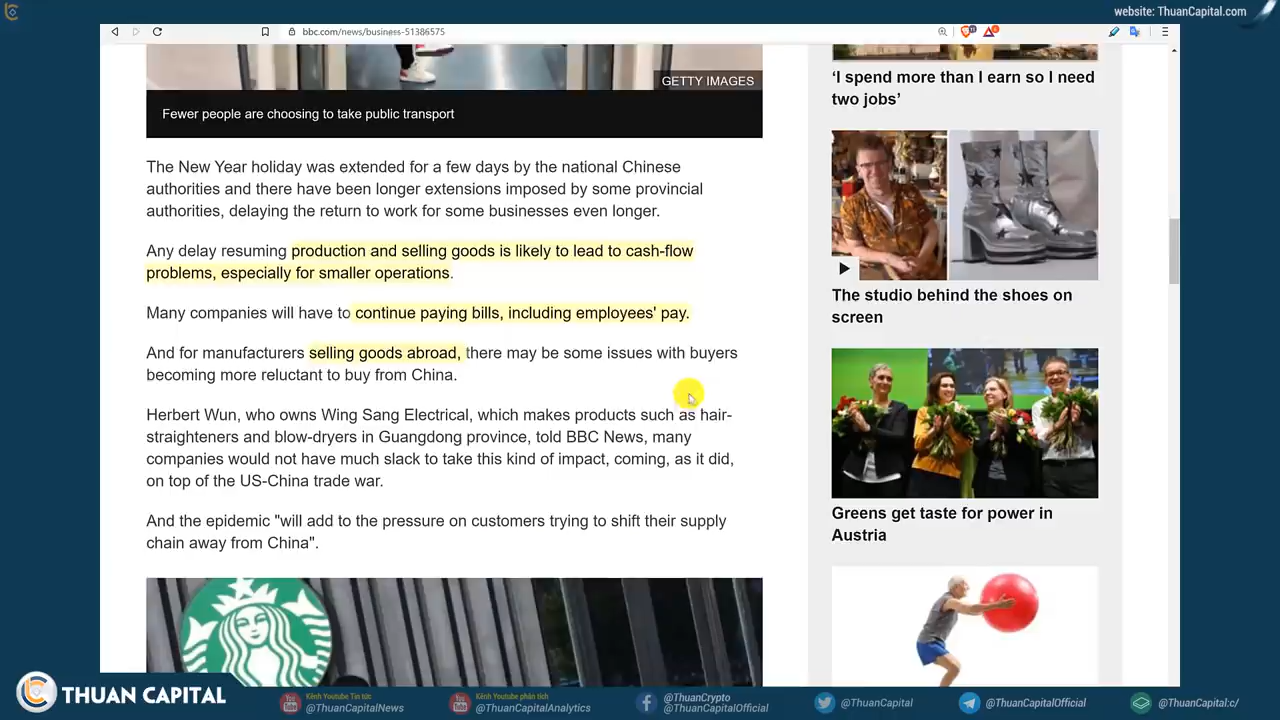 website: ThuanCapital.com
bbc.com/news/business-51386575
GETTY IMAGES
Fewer people are choosing to take public transport
The New Year holiday was extended for a few days by the national Chinese
authorities and there have been longer extensions imposed by some provincial
authorities, delaying the return to work for some businesses even longer.
Any delay resuming production and selling goods is likely to lead to cash-flow
problems, especially for smaller operations.
Many companies will have to continue paying bills, including employees' pay.
And for manufacturers selling goods abroad, there may be some issues with buyers
becoming more reluctant to buy from China.
Herbert Wun, who owns Wing Sang Electrical, which makes products such as hair-
straighteners and blow-dryers in Guangdong province, told BBC News, many
companies would not have much slack to take this kind of impact, coming, as it did,
on top of the US-China trade war.
And the epidemic "will add to the pressure on customers trying to shift their supply
chain away from China".
‘I spend more than I earn so I need
two jobs’
The studio behind the shoes on
screen
Greens get taste for power in
Austria
THUAN CAPITAL
Kênh Youtube Tin tức
@ThuanCapitalNews
Kênh Youtube phân tích
@ThuanCapitalAnalytics
@ThuanCrypto
@ThuanCapitalOfficial
@ThuanCapital
@ThuanCapitalOfficial
@ThuanCapital:c/